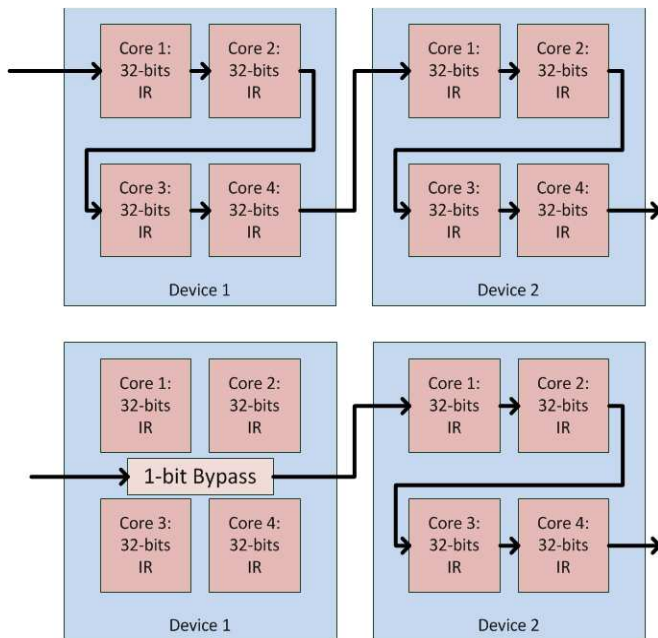 Core 1:
32-bits
IR
Core 2:
32-bits
IR
Core 3:
32-bits
IR
Core 4:
32-bits
IR
Device 1
Core 1:
32-bits
IR
Core 2:
32-bits
IR
Core 3:
32-bits
IR
Core 4:
32-bits
IR
Device 2
Core 1:
32-bits
IR
Core 2:
32-bits
IR
1-bit Bypass
Core 3:
32-bits
IR
Core 4:
32-bits
IR
Device 1
Core 1:
32-bits
IR
Core 2:
32-bits
IR
Core 3:
32-bits
IR
Core 4:
32-bits
IR
Device 2